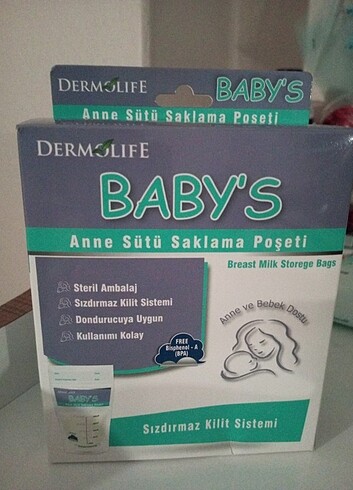 DERMOLIFE
BABY'S
Anne Sütü Saklama Poşeti
DERMOLIFE
BABY'S
Anne Sütü Saklama Poşeti
Breast Milk Storege Bags
Steril Ambalaj
Sızdırmaz Kilit Sistemi
Dondurucuya Uygun
Kullanımı Kolay
FREE
Bisphenol - A
(BPA)
Anne ve Bebek Dostu
BABY'S
Sızdırmaz Kilit Sistemi